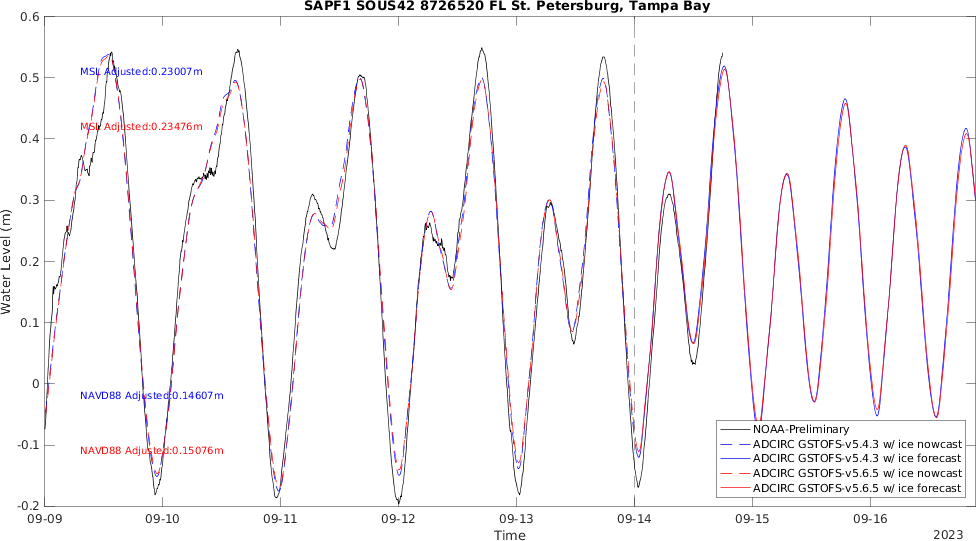 SAPF1 SOUS42 8726520 FL St. Petersburg, Tampa Bay
0.6
0.5
0.4
0.3
0.2
0.1
0
-0.1
-0.2
Water Level (m)
MSL Adjusted:0.23007m
MSL Adjusted:0.23476m
NAVD88 Adjusted:0.14607m
NAVD88 Adjusted:0.15076m
NOAA-Preliminary
ADCIRC GSTOFS-v5.4.3 w/ ice nowcast
ADCIRC GSTOFS-v5.4.3 w/ ice forecast
ADCIRC GSTOFS-v5.6.5 w/ ice nowcast
ADCIRC GSTOFS-v5.6.5 w/ ice forecast
09-09 09-10 09-11 09-12 09-13 09-14 09-15 09-16
Time
2023